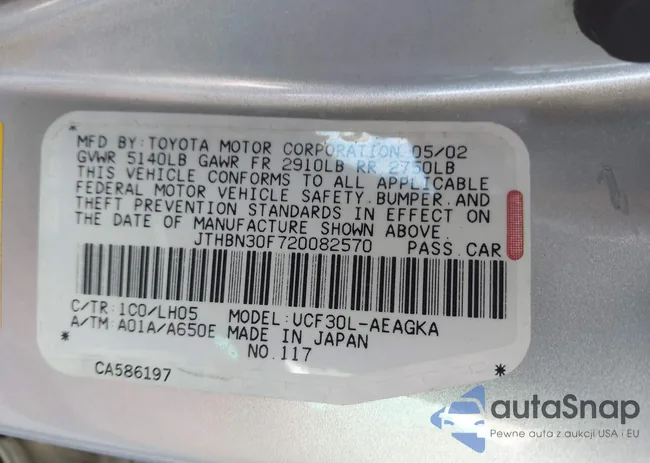 MFD BY: TOYOTA MOTOR CORPORATION 05/02
GVWR 5140LB GAWR FR 2910LB RR 2750LB
THIS VEHICLE CONFORMS TO ALL APPLICABLE
FEDERAL MOTOR VEHICLE SAFETY, BUMPER, AND
THEFT PREVENTION STANDARDS IN EFFECT ON
THE DATE OF MANUFACTURE SHOWN ABOVE.
JTHBN30F720082570 PASS.CAR
C/TR: 1C0/LH05 MODEL: UCF30L-AEAGKA
A/TM: A01A/A650E MADE IN JAPAN
NO.117
CA586197
autaSnap
Pewne auta z aukcji USA i EU